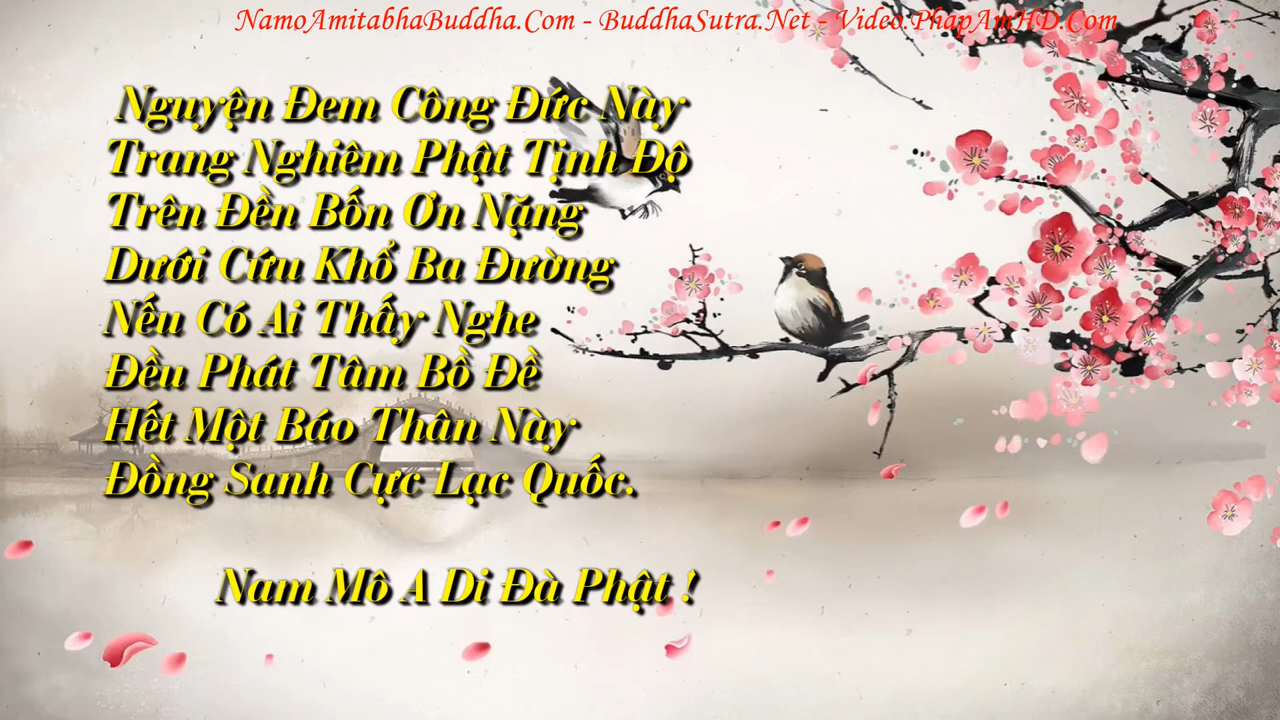 NamoAmitabhaBuddha.Com - BuddhaSutra.Net - Video.PhapAmHD.Com
Nguyện Đem Công Đức Này
Trang Nghiêm Phật Tịnh Độ
Trên Đền Bốn Ơn Nặng
Dưới Cứu Khổ Ba Đường
Nếu Có Ai Thấy Nghe
Đều Phát Tâm Bồ Đề
Hết Một Báo Thân Này
Đồng Sanh Cực Lạc Quốc.
Nam Mô A Di Đà Phật !